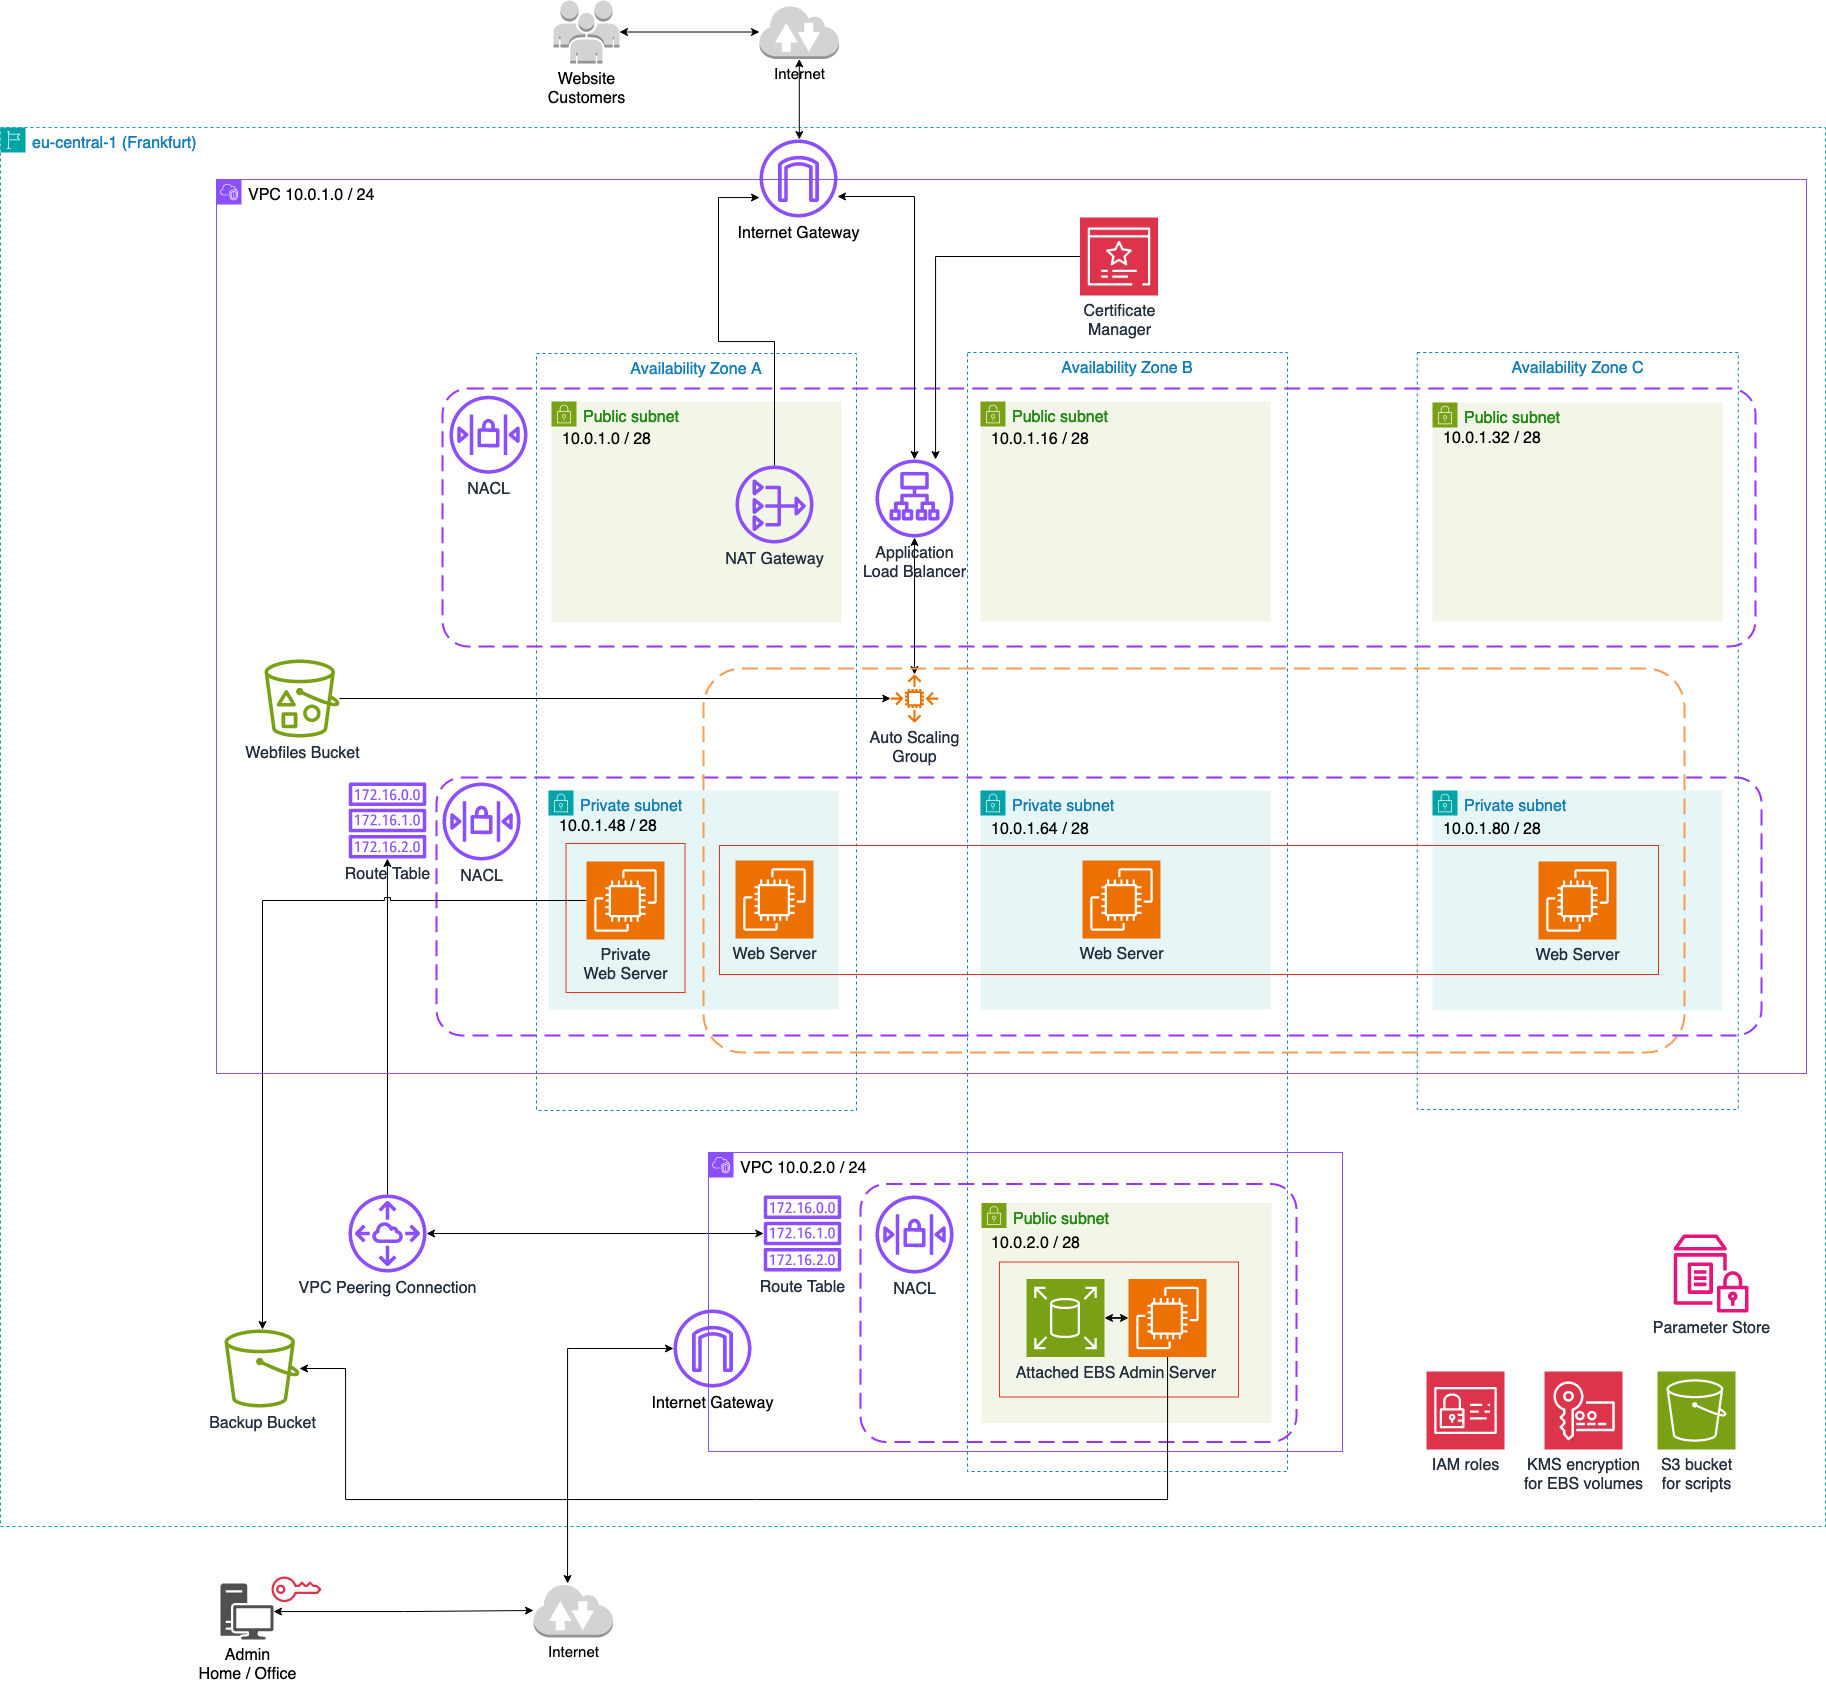 Website
Customers
Internet
eu-central-1 (Frankfurt)
VPC 10.0.1.0 / 24
Internet Gateway
Certificate
Manager
Availability Zone A
Availability Zone B
Availability Zone C
NACL
Public subnet
10.0.1.0 / 28
Public subnet
10.0.1.16 / 28
Public subnet
10.0.1.32 / 28
NAT Gateway
Application
Load Balancer
Webfiles Bucket
Auto Scaling
Group
172.16.0.0
172.16.1.0
172.16.2.0
Route Table
NACL
Private subnet
10.0.1.48 / 28
Private subnet
10.0.1.64 / 28
Private subnet
10.0.1.80 / 28
Private
Web Server
Web Server
Web Server
Web Server
VPC 10.0.2.0 / 24
VPC Peering Connection
172.16.0.0
172.16.1.0
172.16.2.0
Route Table
NACL
Public subnet
10.0.2.0 / 28
Attached EBS
Admin Server
Internet Gateway
Backup Bucket
Parameter Store
IAM roles
KMS encryption
for EBS volumes
S3 bucket
for scripts
Admin
Home / Office
Internet